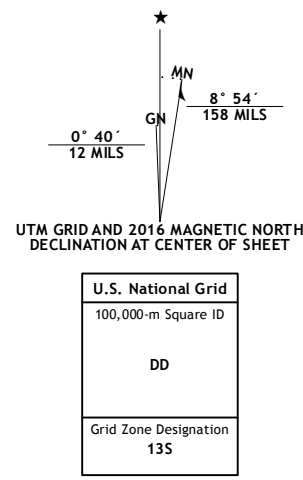 ★
MN
8° 54´
158 MILS
GN
0° 40´
12 MILS
UTM GRID AND 2016 MAGNETIC NORTH
DECLINATION AT CENTER OF SHEET
U.S. National Grid
100,000-m Square ID
DD
Grid Zone Designation
13S